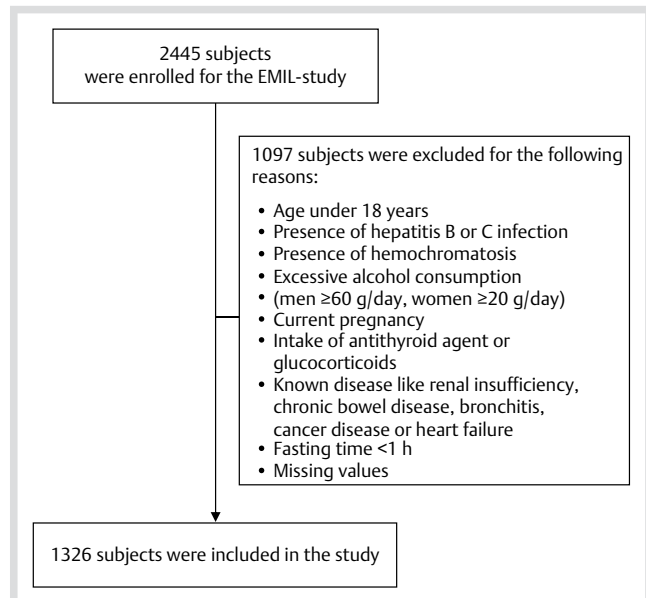 2445 subjects
were enrolled for the EMIL-study
1097 subjects were excluded for the following
reasons:
• Age under 18 years
• Presence of hepatitis B or C infection
• Presence of hemochromatosis
• Excessive alcohol consumption
• (men ≥60 g/day, women ≥20 g/day)
• Current pregnancy
• Intake of antithyroid agent or
glucocorticoids
• Known disease like renal insufficiency,
chronic bowel disease, bronchitis,
cancer disease or heart failure
• Fasting time <1 h
• Missing values
1326 subjects were included in the study